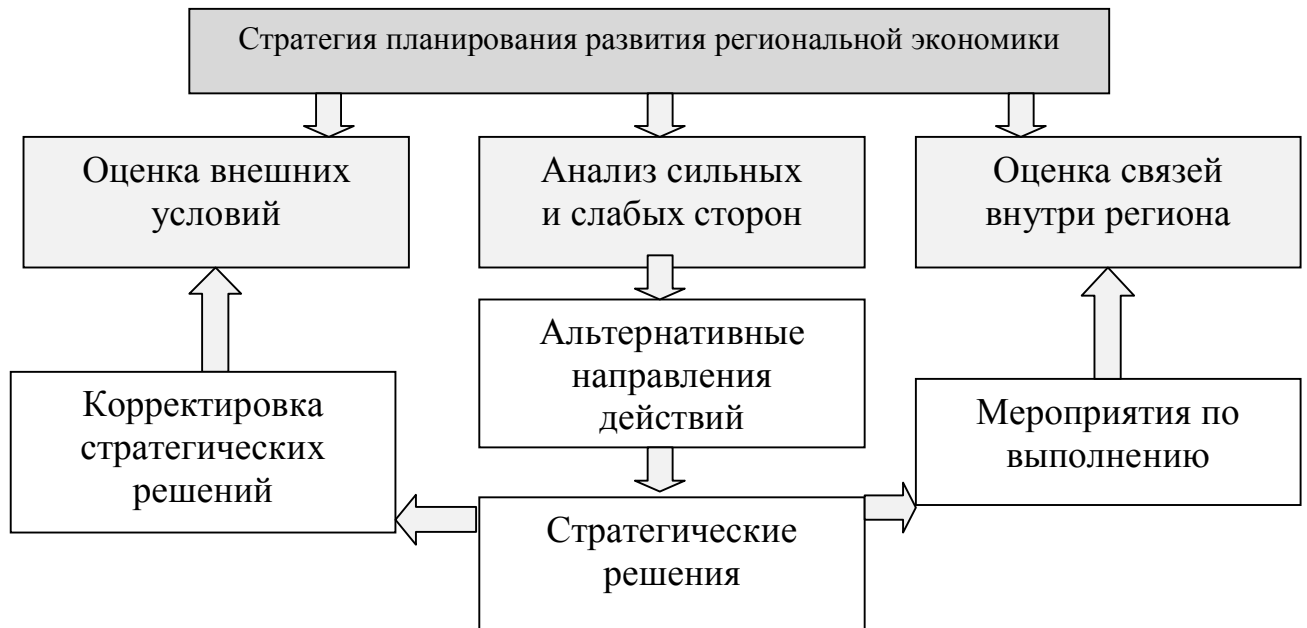 Стратегия планирования развития региональной экономики
Оценка внешних
условий
Анализ сильных
и слабых сторон
Оценка связей
внутри региона
Альтернативные
направления
действий
Корректировка
стратегических
решений
Мероприятия по
выполнению
Стратегические
решения